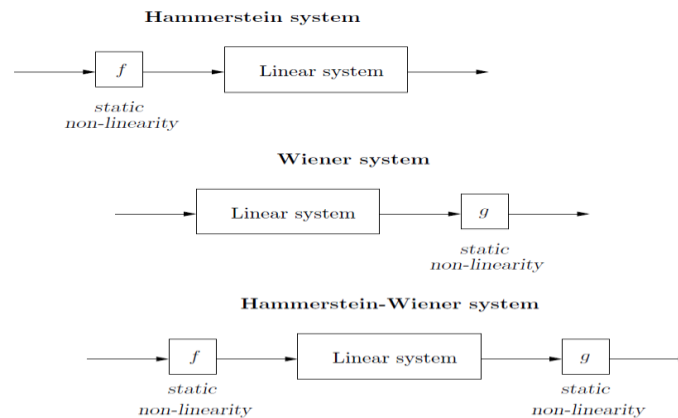 Hammerstein system
f
Linear system
static
non-linearity
Wiener system
Linear system
g
static
non-linearity
Hammerstein-Wiener system
f
Linear system
g
static
non-linearity
static
non-linearity